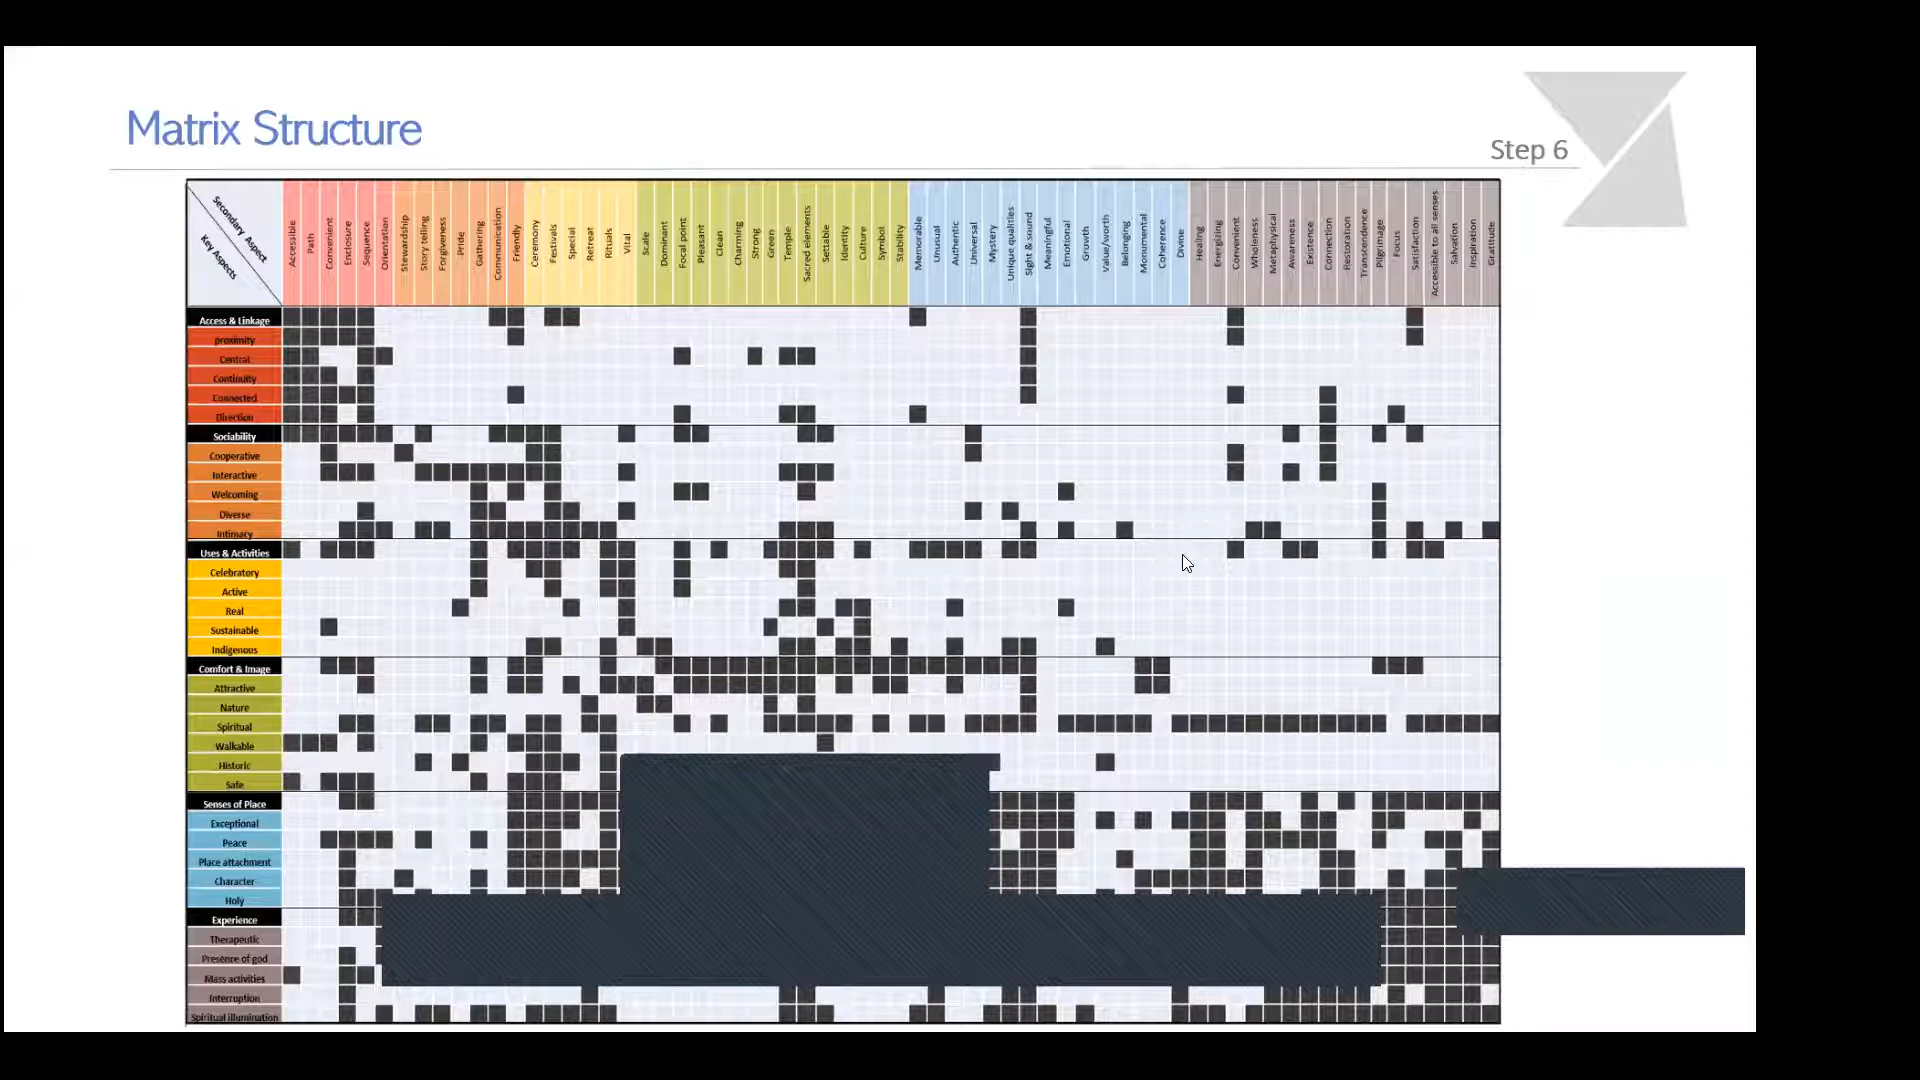 Matrix Structure
Step 6
Secondary Aspect
Key Aspects
Accessible
Path
Convenient
Enclosure
Sequence
Orientation
Stewardship
Story telling
Forgiveness
Pride
Gathering
Communication
Friendly
Ceremony
Festivals
Special
Retreat
Rituals
Vital
Scale
Dominant
Focal point
Pleasant
Clean
Charming
Strong
Green
Temple
Sacred elements
Settable
Identity
Culture
Symbol
Stability
Memorable
Unusual
Authentic
Universal
Mystery
Unique qualities
Sight & sound
Meaningful
Emotional
Growth
Value/worth
Belonging
Monumental
Coherence
Divine
Healing
Energizing
Convenient
Wholeness
Metaphysical
Awareness
Existence
Connection
Restoration
Transcendence
Pilgrimage
Focus
Satisfaction
Accessible to all senses
Salvation
Inspiration
Gratitude
Access & Linkage
proximity
Central
Continuity
Connected
Direction
Sociability
Cooperative
Interactive
Welcoming
Diverse
Intimacy
Uses & Activities
Celebratory
Active
Real
Sustainable
Indigenous
Comfort & Image
Attractive
Nature
Spiritual
Walkable
Historic
Safe
Senses of Place
Exceptional
Peace
Place attachment
Character
Holy
Experience
Therapeutic
Presence of god
Mass activities
Interruption
Spiritual illumination